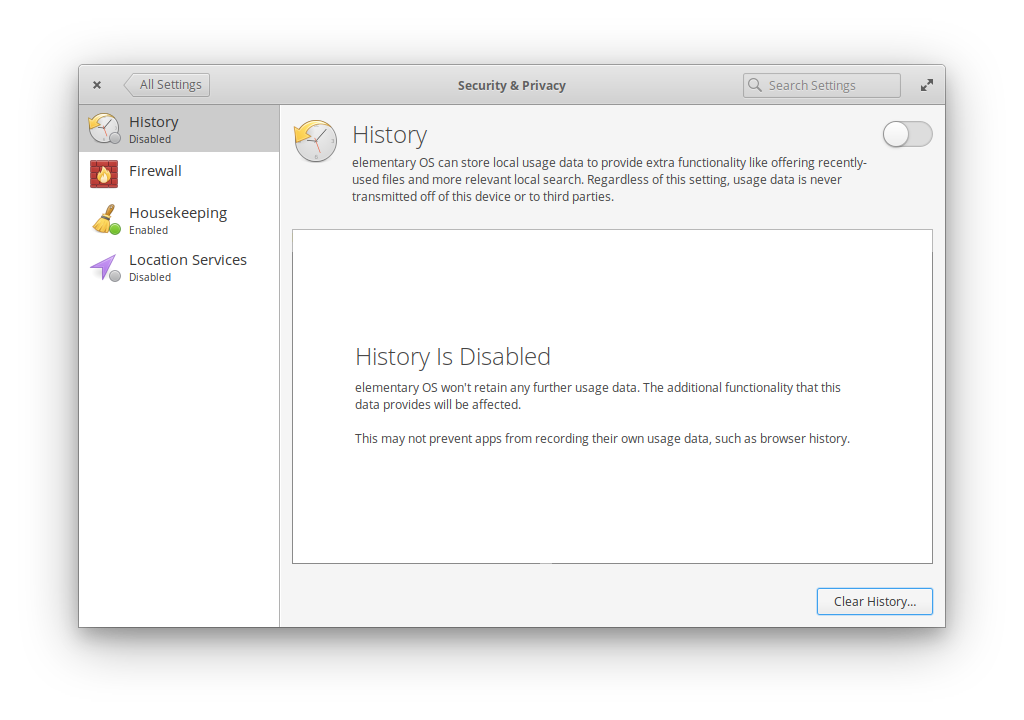 All Settings
Security & Privacy
Search Settings
History
Disabled
Firewall
Housekeeping
Enabled
Location Services
Disabled
History
elementary OS can store local usage data to provide extra functionality like offering recently-
used files and more relevant local search. Regardless of this setting, usage data is never
transmitted off of this device or to third parties.
History Is Disabled
elementary OS won't retain any further usage data. The additional functionality that this
data provides will be affected.
This may not prevent apps from recording their own usage data, such as browser history.
Clear History...